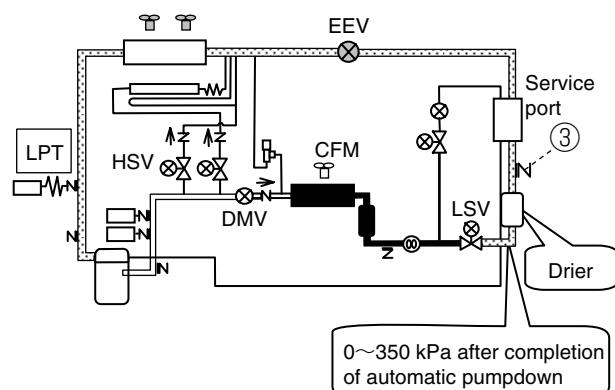 EEV
Service
port
③
LPT
HSV
CFM
DMV
LSV
Drier
0～350 kPa after completion
of automatic pumpdown